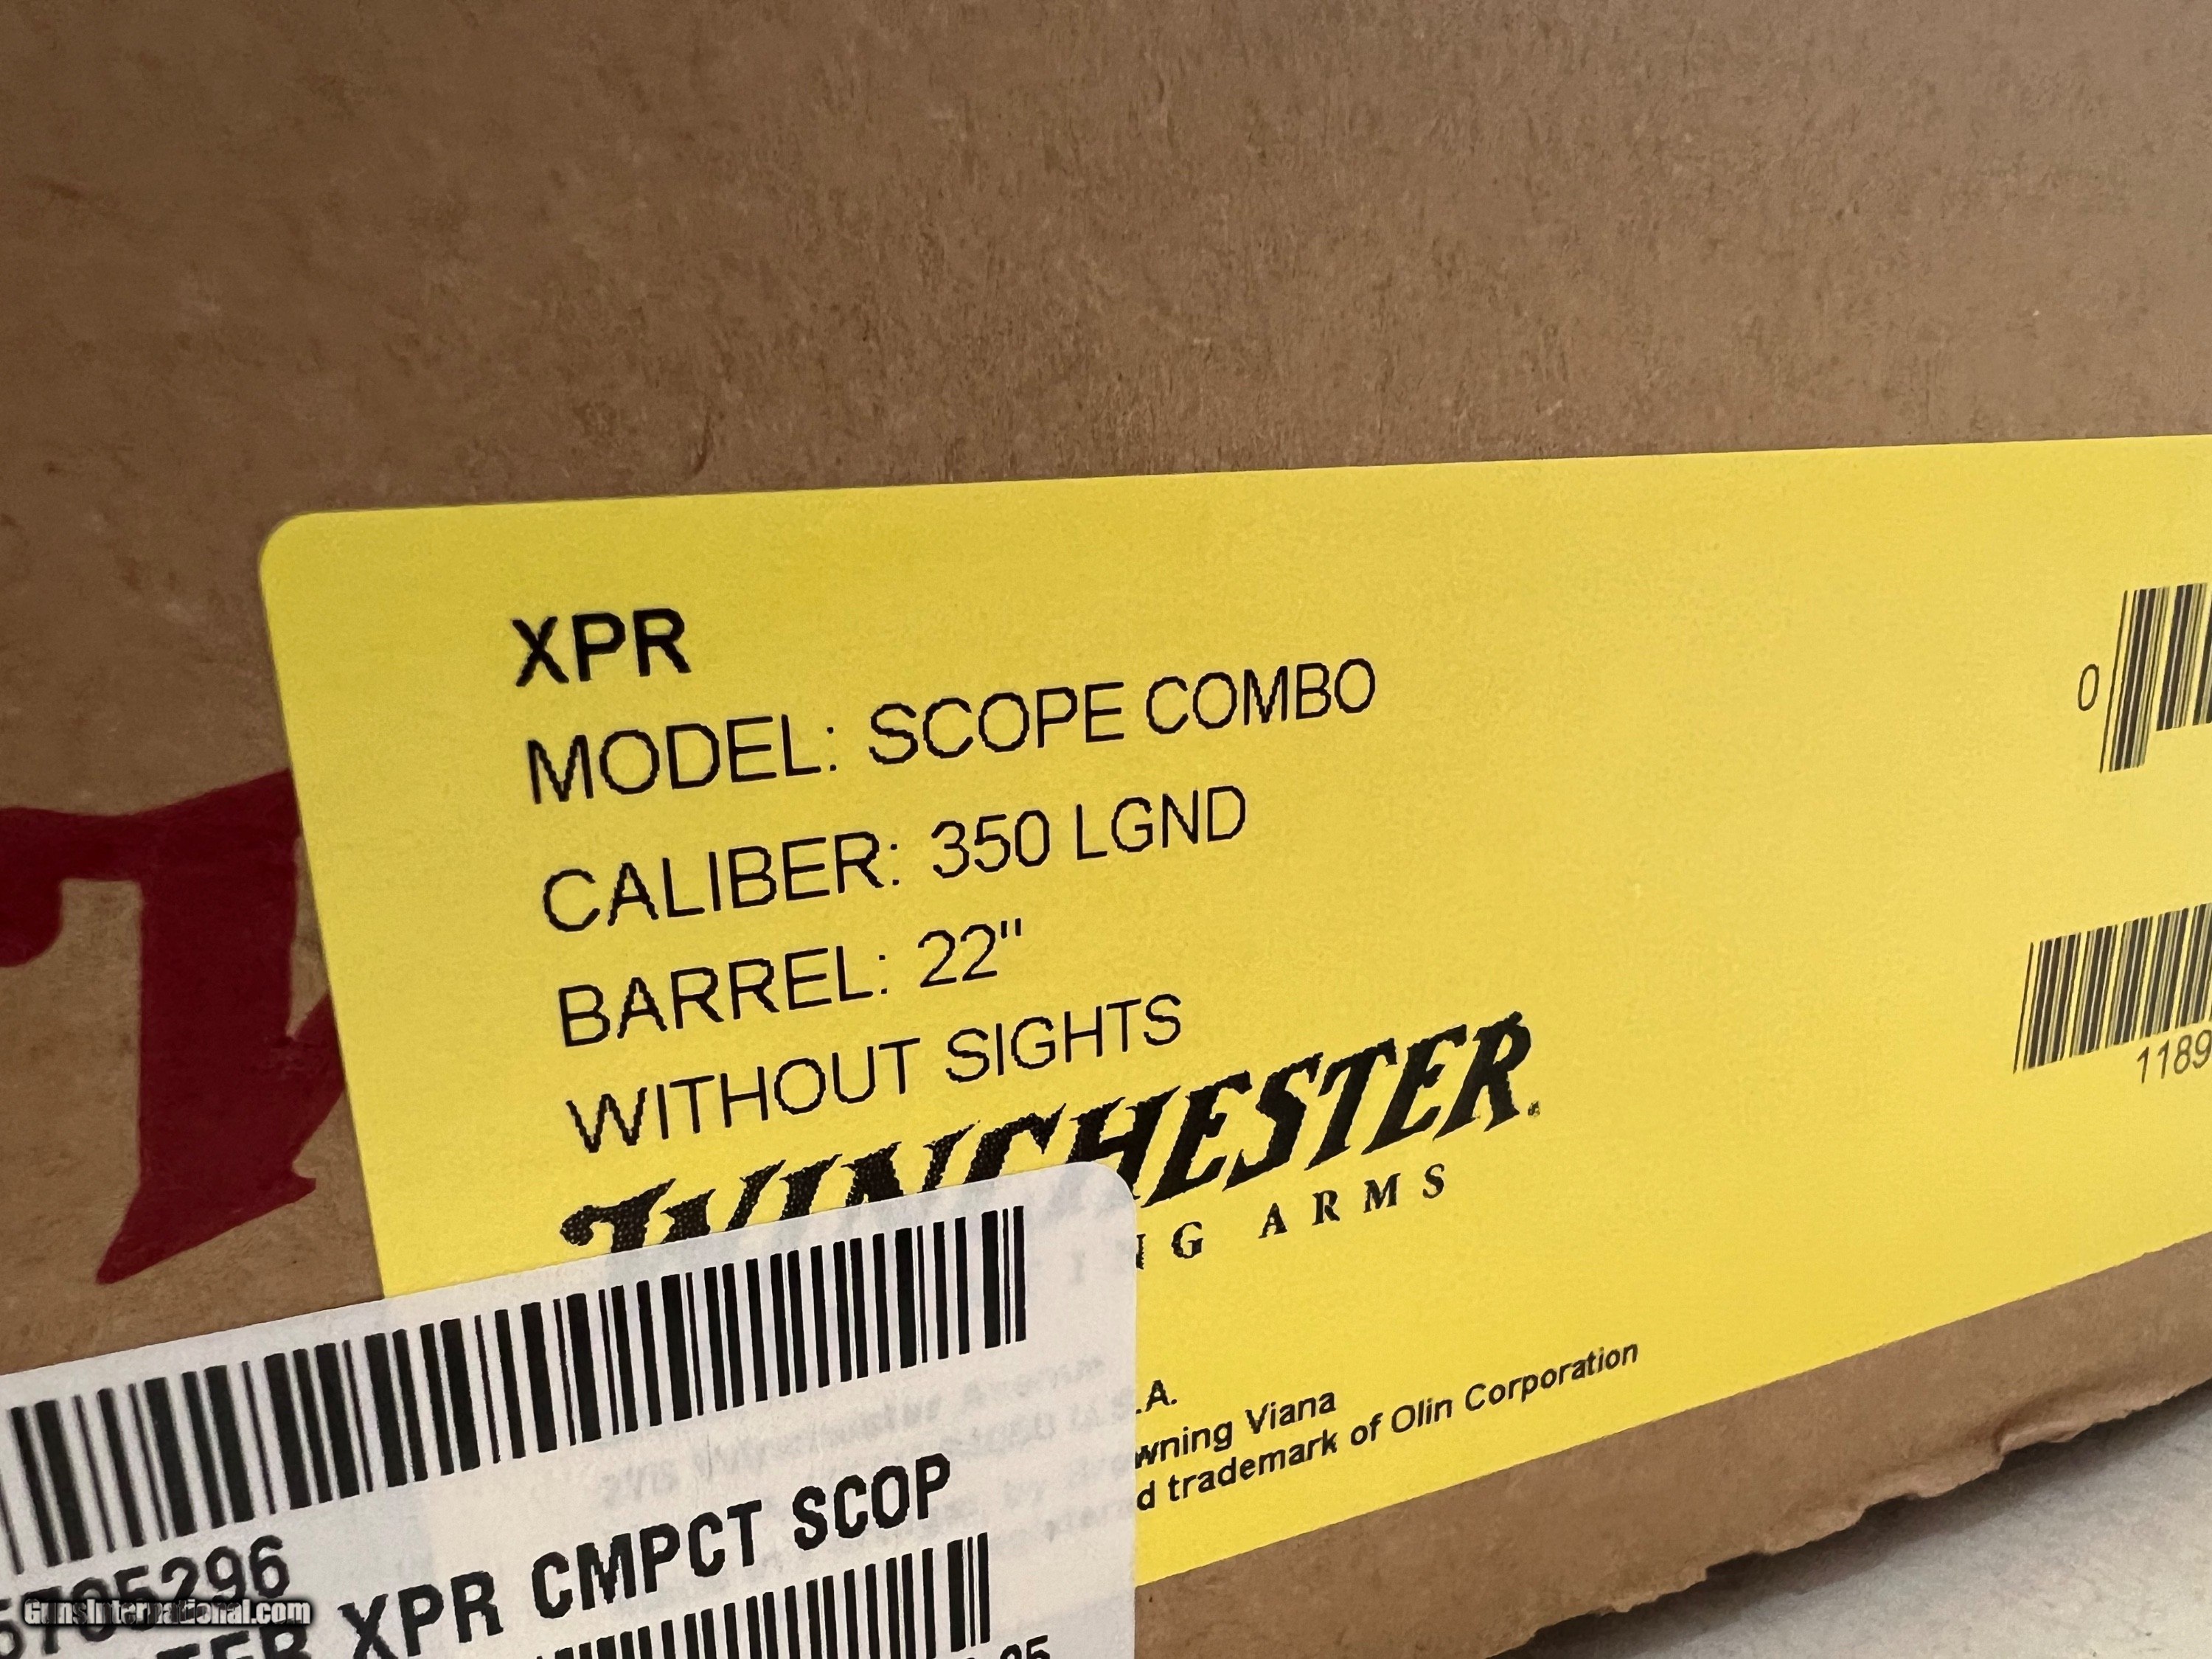 XPR
MODEL: SCOPE COMBO
CALIBER: 350 LGND
BARREL: 22"
WITHOUT SIGHTS
WINCHESTER
ARMS
0
1189
.A.
wning Viana
d trademark of Olin Corporation
5705296
XPR CMPCT SCOP
GunsInternational.com